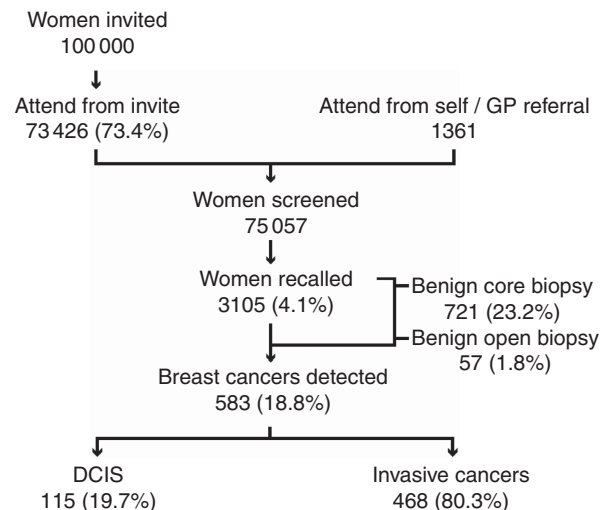 Women invited
100 000
Attend from invite
73 426 (73.4%)
Attend from self / GP referral
1361
Women screened
75 057
Women recalled
3105 (4.1%)
Benign core biopsy
721 (23.2%)
Benign open biopsy
57 (1.8%)
Breast cancers detected
583 (18.8%)
DCIS
115 (19.7%)
Invasive cancers
468 (80.3%)